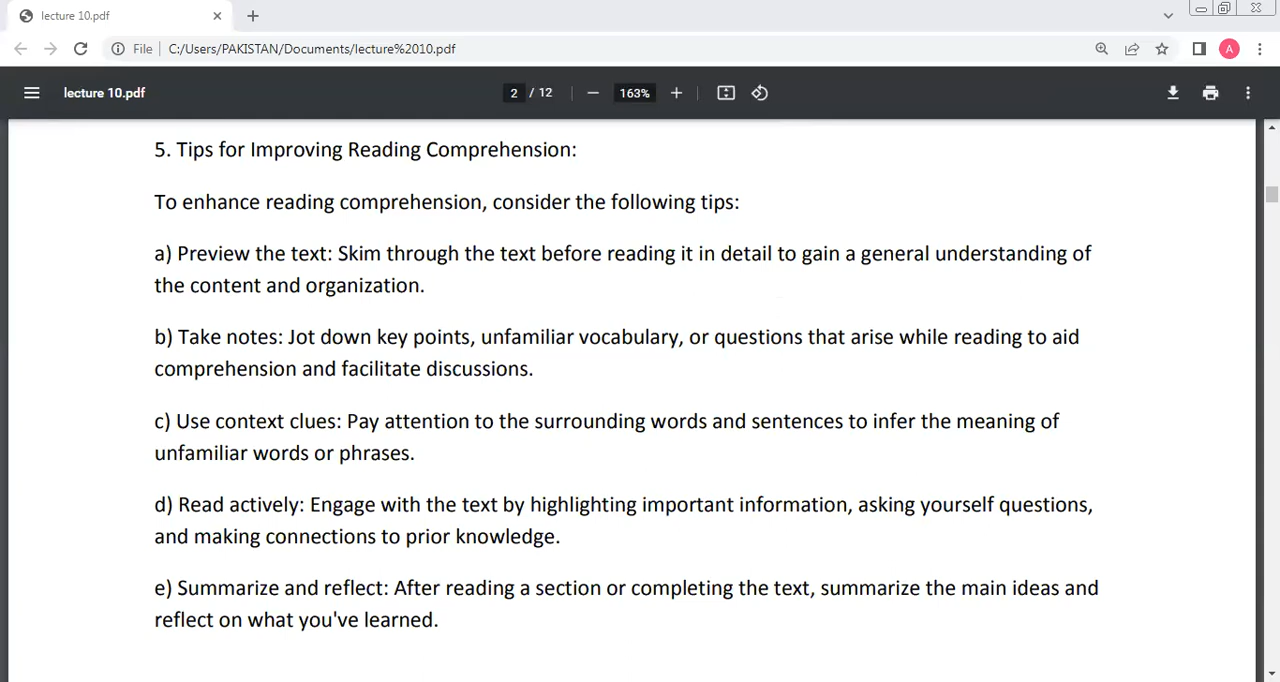 lecture 10.pdf
File
C:/Users/PAKISTAN/Documents/lecture%2010.pdf
A
lecture 10.pdf
2 / 12
163%
5. Tips for Improving Reading Comprehension:
To enhance reading comprehension, consider the following tips:
a) Preview the text: Skim through the text before reading it in detail to gain a general understanding of
the content and organization.
b) Take notes: Jot down key points, unfamiliar vocabulary, or questions that arise while reading to aid
comprehension and facilitate discussions.
c) Use context clues: Pay attention to the surrounding words and sentences to infer the meaning of
unfamiliar words or phrases.
d) Read actively: Engage with the text by highlighting important information, asking yourself questions,
and making connections to prior knowledge.
e) Summarize and reflect: After reading a section or completing the text, summarize the main ideas and
reflect on what you've learned.